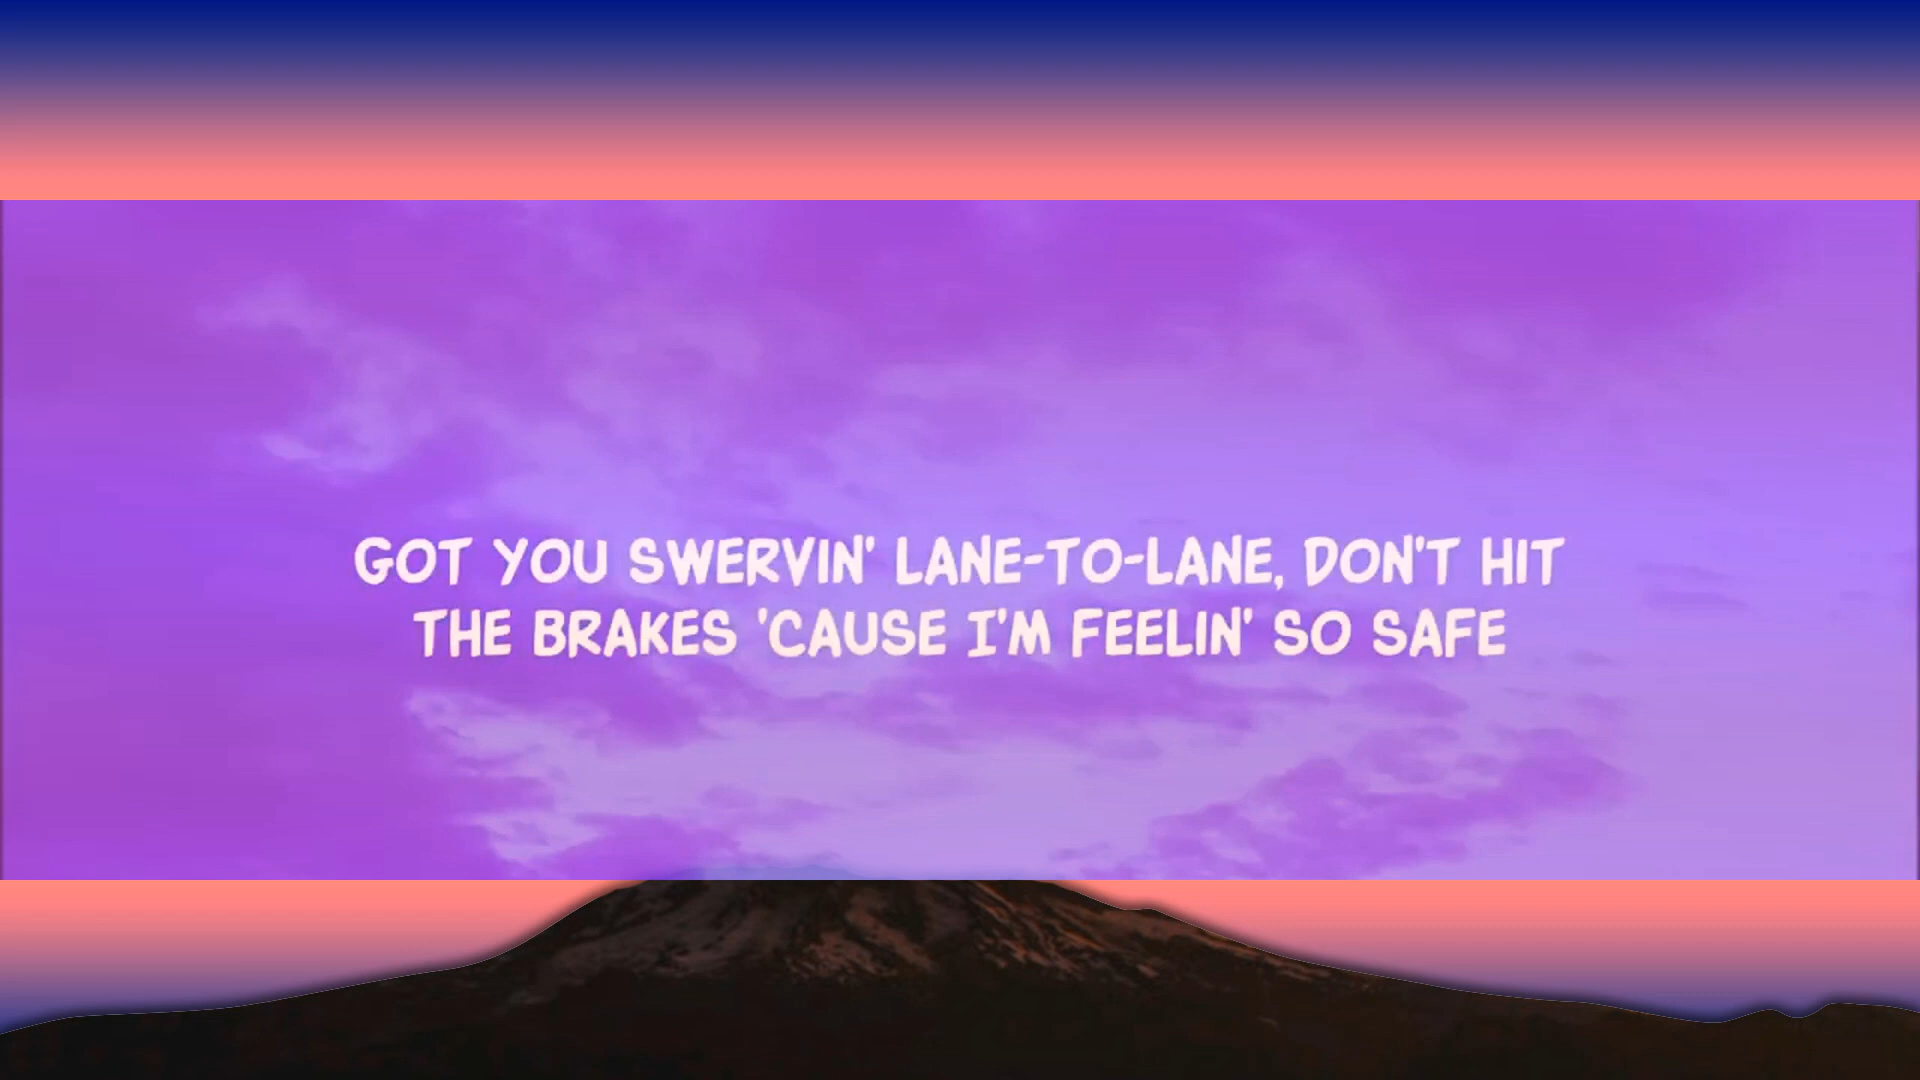 GOT YOU SWERVIN' LANE-TO-LANE, DON'T HIT
THE BRAKES 'CAUSE I'M FEELIN' SO SAFE